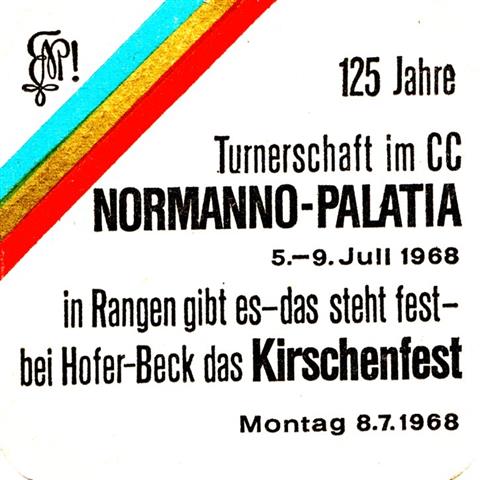 125 Jahre
Turnerschaft im CC
NORMANNO-PALATIA
5.-9. Juli 1968
in Rangen gibt es-das steht fest-
bei Hofer-Beck das Kirschenfest
Montag 8.7.1968